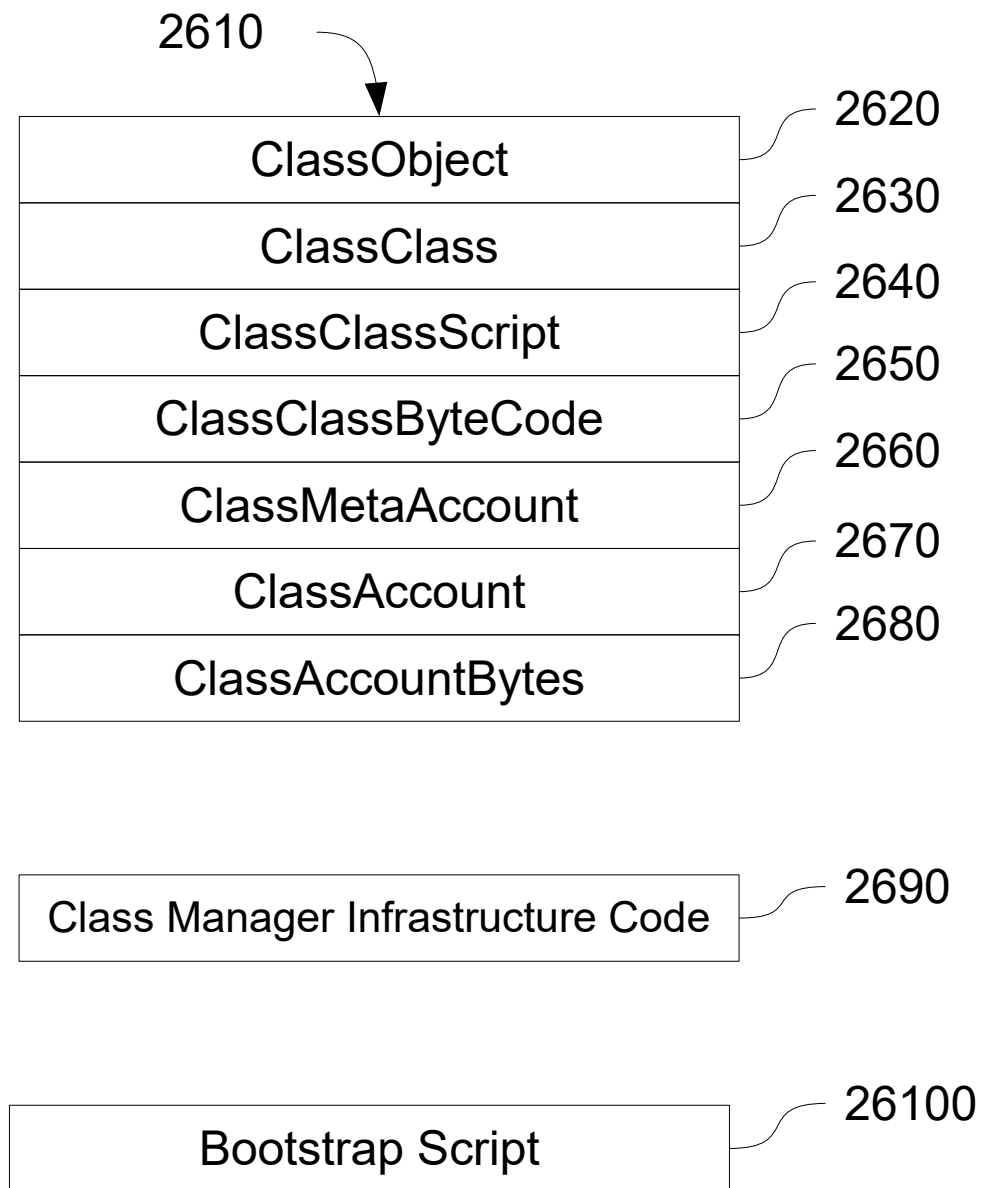 2610
ClassObject
2620
ClassClass
2630
ClassClassScript
2640
ClassClassByteCode
2650
ClassMetaAccount
2660
ClassAccount
2670
ClassAccountBytes
2680
Class Manager Infrastructure Code
2690
Bootstrap Script
26100